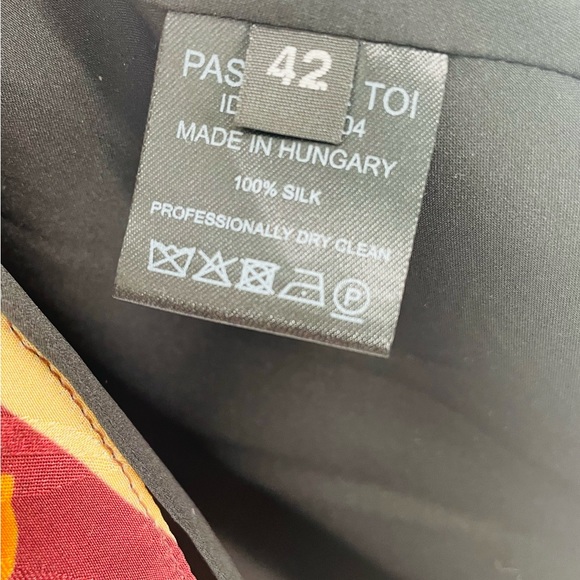 42
PAS TOI
ID 04
MADE IN HUNGARY
100% SILK
PROFESSIONALLY DRY CLEAN
P